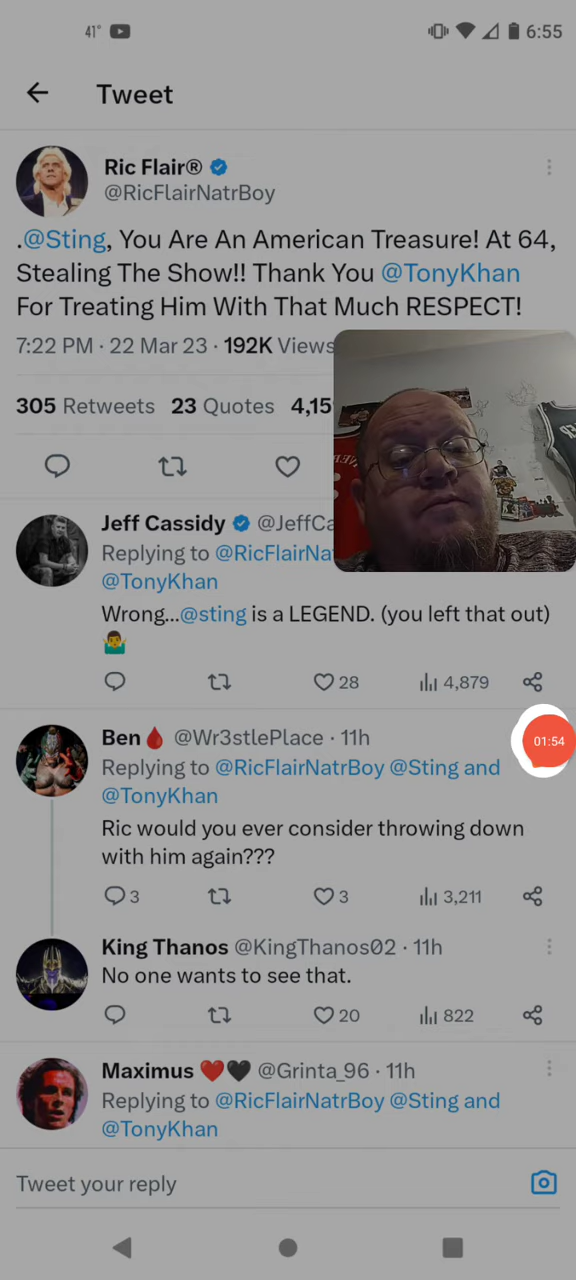 41°
6:55
Tweet
Ric Flair®
@RicFlairNatrBoy
.@Sting, You Are An American Treasure! At 64,
Stealing The Show!! Thank You @TonyKhan
For Treating Him With That Much RESPECT!
7:22 PM · 22 Mar 23 · 192K Views
305 Retweets 23 Quotes 4,15
Jeff Cassidy @JeffCa
Replying to @RicFlairNa
@TonyKhan
Wrong...@sting is a LEGEND. (you left that out)
🤷‍♂️
28 4,879
01:54
Ben🩸 @Wr3stlePlace · 11h
Replying to @RicFlairNatrBoy @Sting and
@TonyKhan
Ric would you ever consider throwing down
with him again???
3 3 3,211
King Thanos @KingThanos02 · 11h
No one wants to see that.
20 822
Maximus ❤️🖤 @Grinta_96 · 11h
Replying to @RicFlairNatrBoy @Sting and
@TonyKhan
Tweet your reply